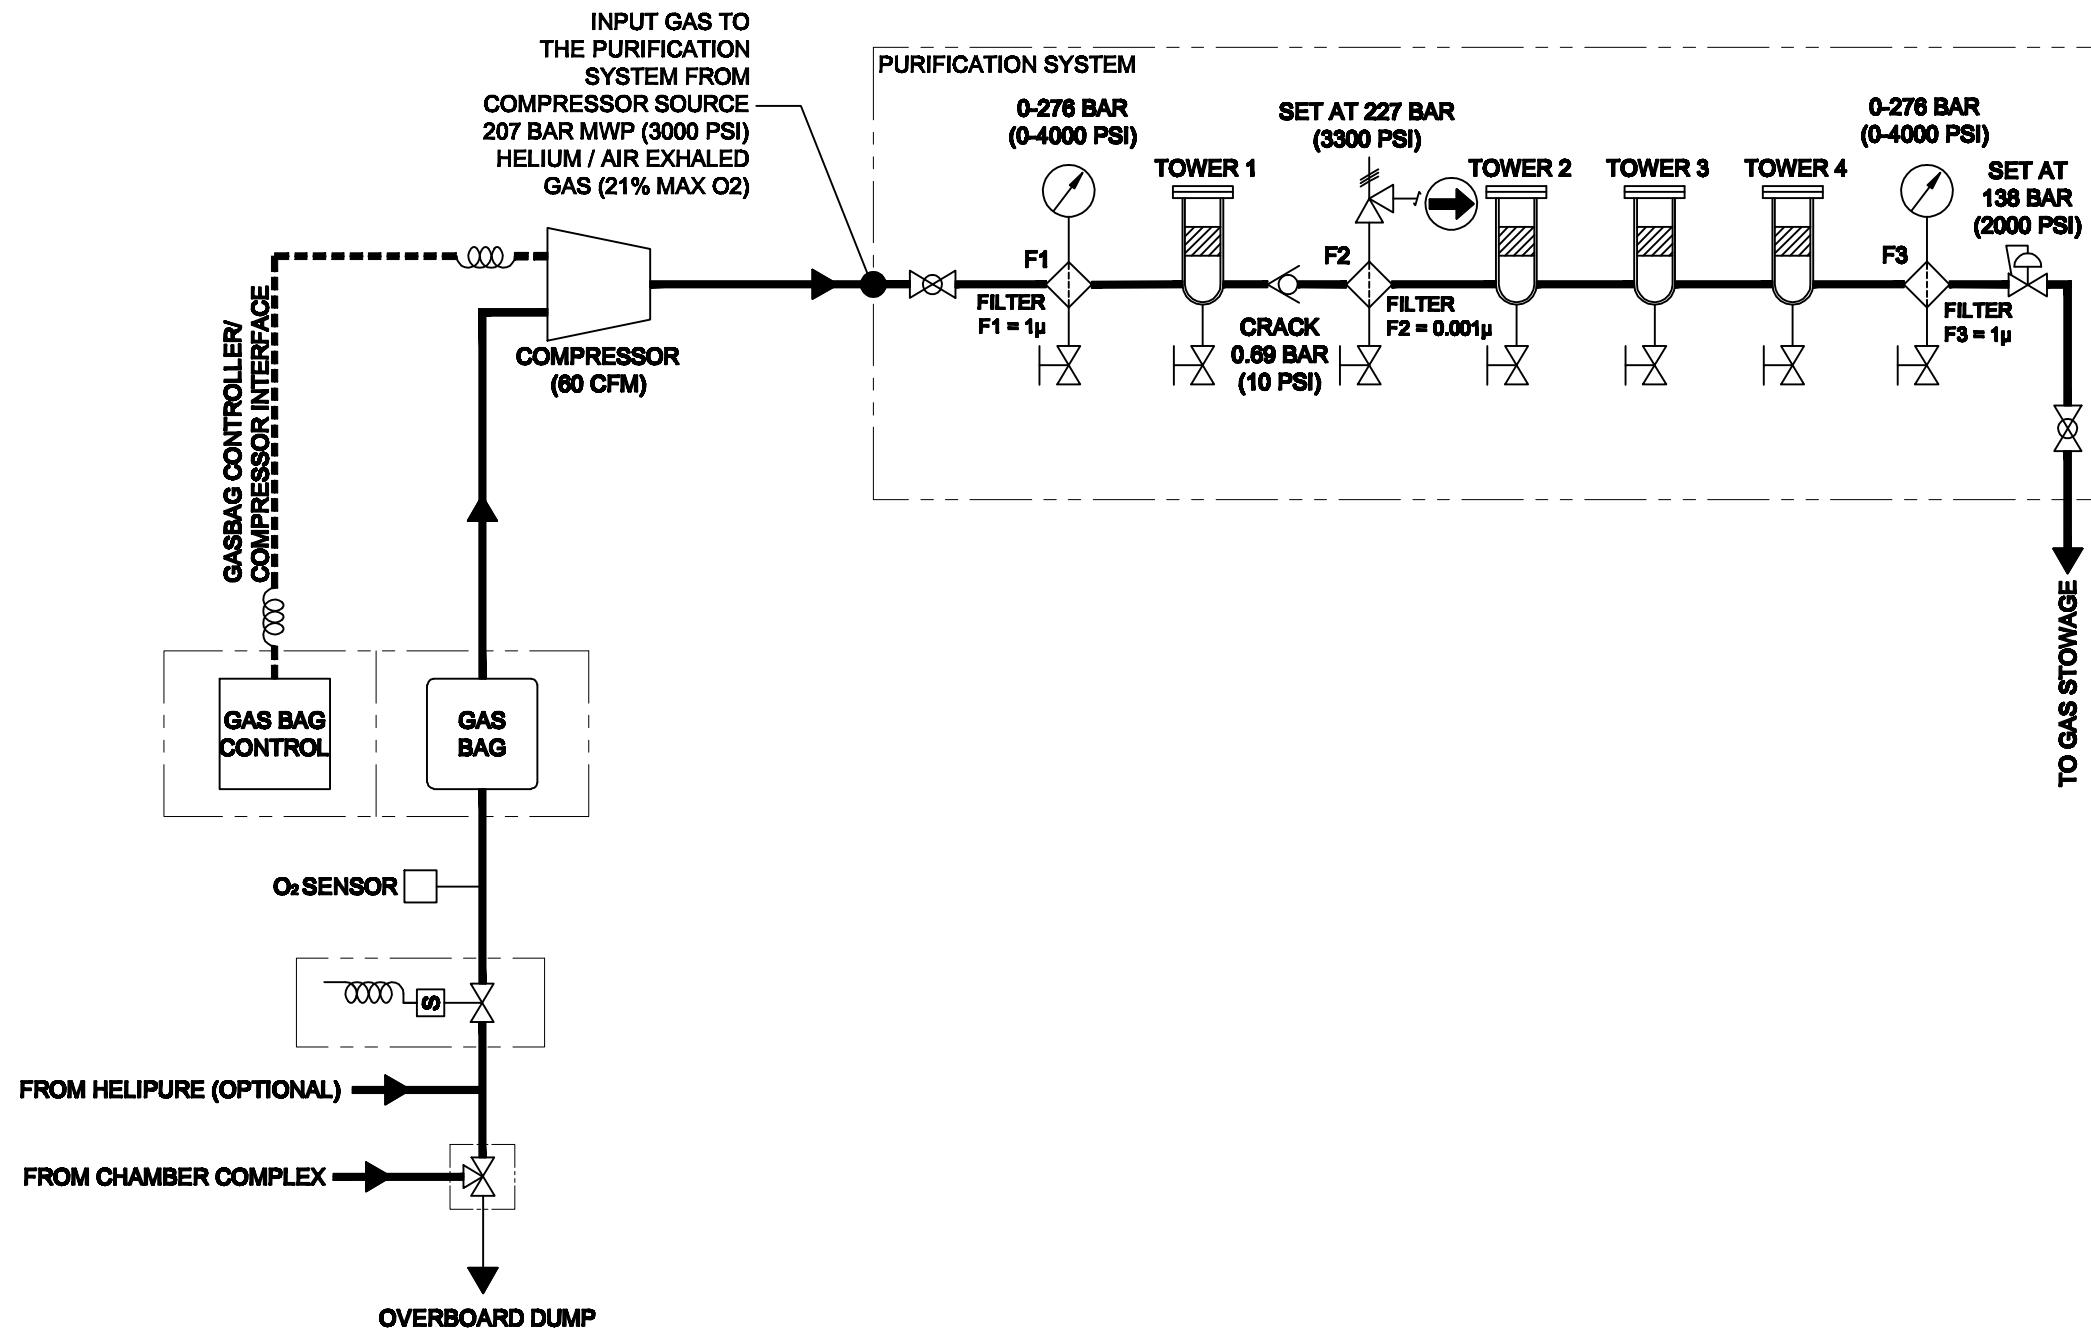 INPUT GAS TO
THE PURIFICATION
SYSTEM FROM
COMPRESSOR SOURCE
207 BAR MWP (3000 PSI)
HELIUM / AIR EXHALED
GAS (21% MAX O2)
PURIFICATION SYSTEM
0-276 BAR
(0-4000 PSI)
TOWER 1
SET AT 227 BAR
(3300 PSI)
TOWER 2
TOWER 3
TOWER 4
0-276 BAR
(0-4000 PSI)
SET AT
138 BAR
(2000 PSI)
F1
FILTER
F1 = 1µ
CRACK
0.69 BAR
(10 PSI)
F2
FILTER
F2 = 0.001µ
F3
FILTER
F3 = 1µ
COMPRESSOR
(60 CFM)
GASBAG CONTROLLER/
COMPRESSOR INTERFACE
GAS BAG
CONTROL
GAS
BAG
TO GAS STOWAGE
O2 SENSOR
S
FROM HELIPURE (OPTIONAL)
FROM CHAMBER COMPLEX
OVERBOARD DUMP